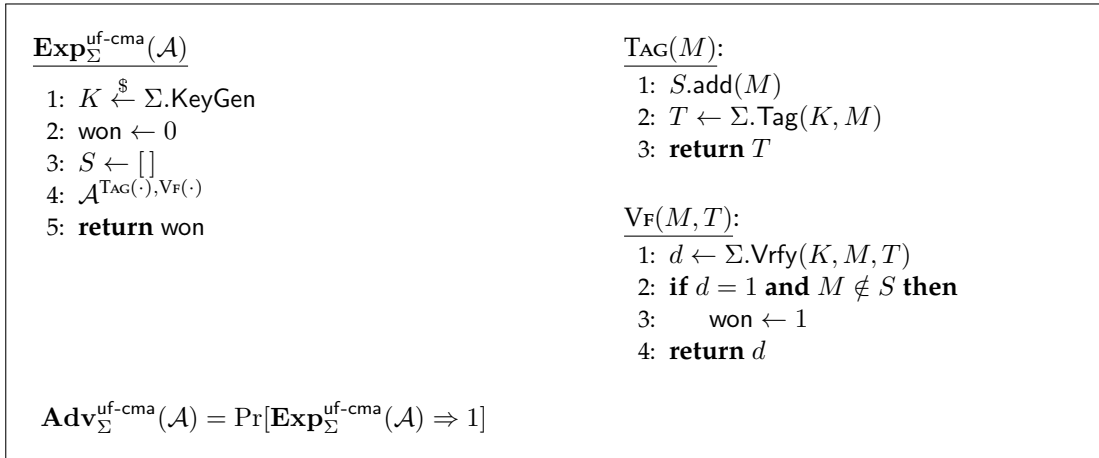 Exp_Σ^{uf-cma}(𝒜)
1: K ←$ Σ.KeyGen
2: won ← 0
3: S ← [ ]
4: 𝒜^{TAG(·),VF(·)}
5: return won
TAG(M):
1: S.add(M)
2: T ← Σ.Tag(K, M)
3: return T
VF(M, T):
1: d ← Σ.Vrfy(K, M, T)
2: if d = 1 and M ∉ S then
3: won ← 1
4: return d
Adv_Σ^{uf-cma}(𝒜) = Pr[Exp_Σ^{uf-cma}(𝒜) ⇒ 1]